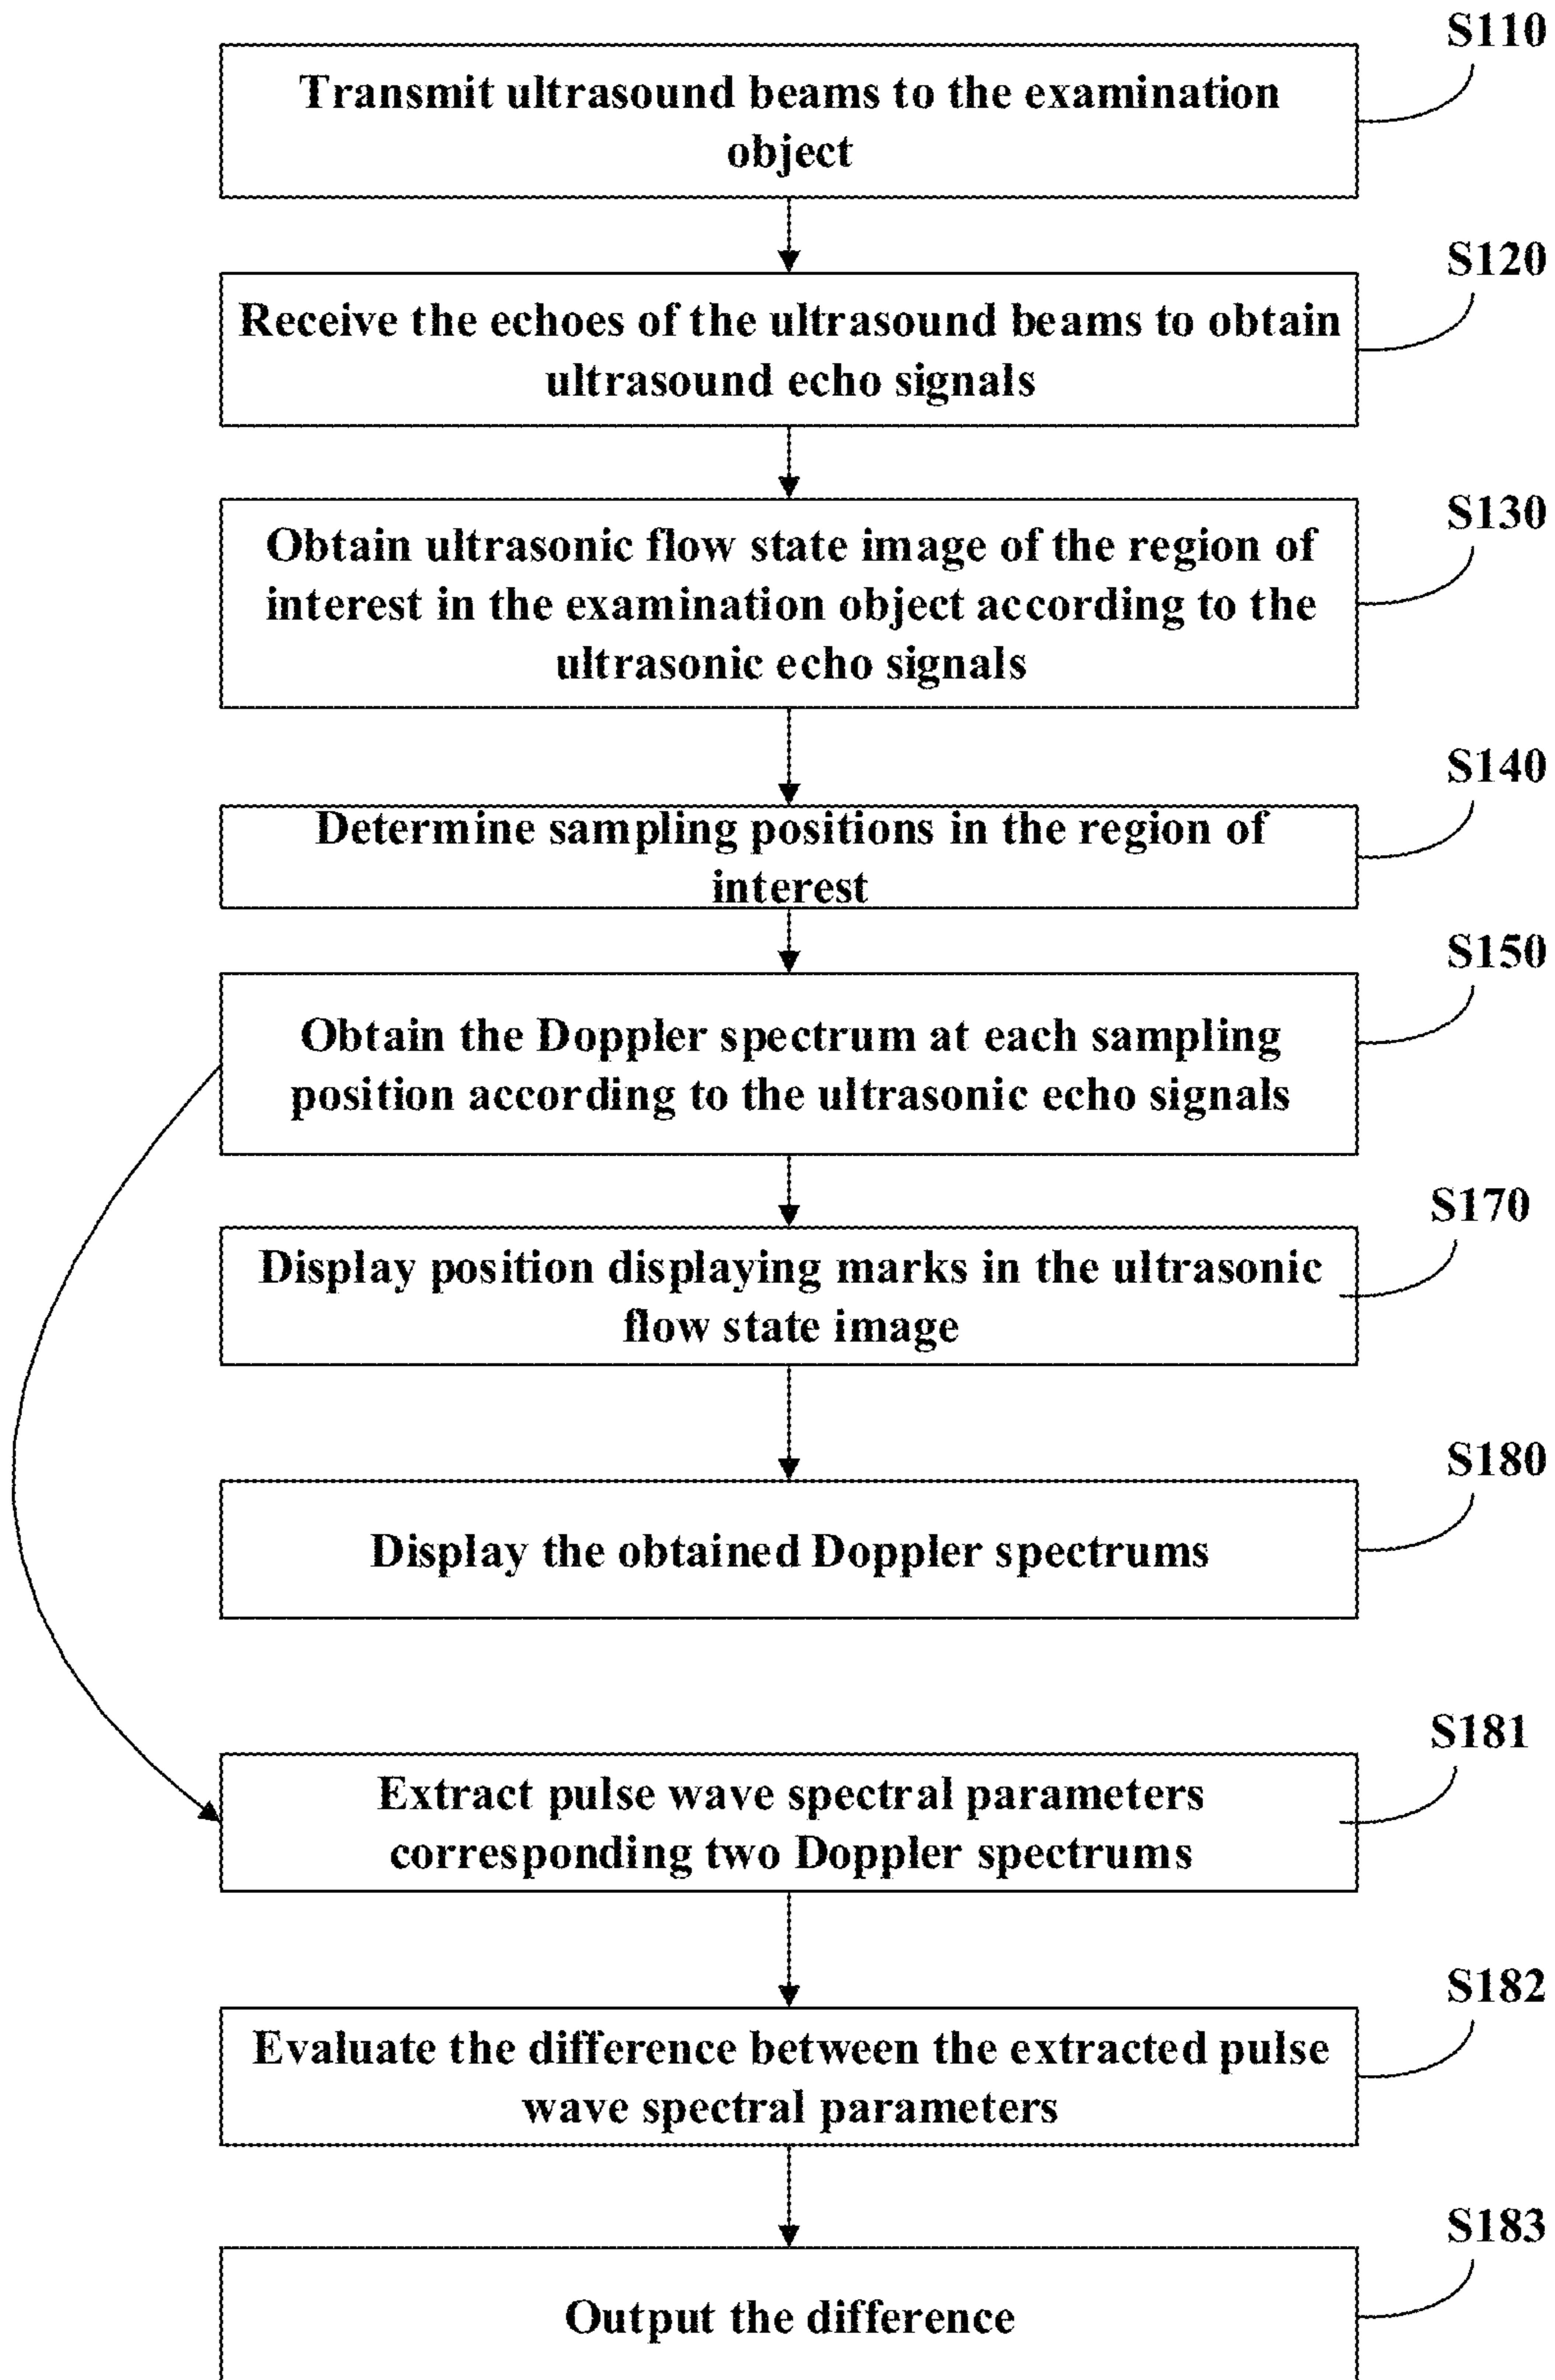 S110
Transmit ultrasound beams to the examination
object
S120
Receive the echoes of the ultrasound beams to obtain
ultrasound echo signals
S130
Obtain ultrasonic flow state image of the region of
interest in the examination object according to the
ultrasonic echo signals
S140
Determine sampling positions in the region of
interest
S150
Obtain the Doppler spectrum at each sampling
position according to the ultrasonic echo signals
S170
Display position displaying marks in the ultrasonic
flow state image
S180
Display the obtained Doppler spectrums
S181
Extract pulse wave spectral parameters
corresponding two Doppler spectrums
S182
Evaluate the difference between the extracted pulse
wave spectral parameters
S183
Output the difference